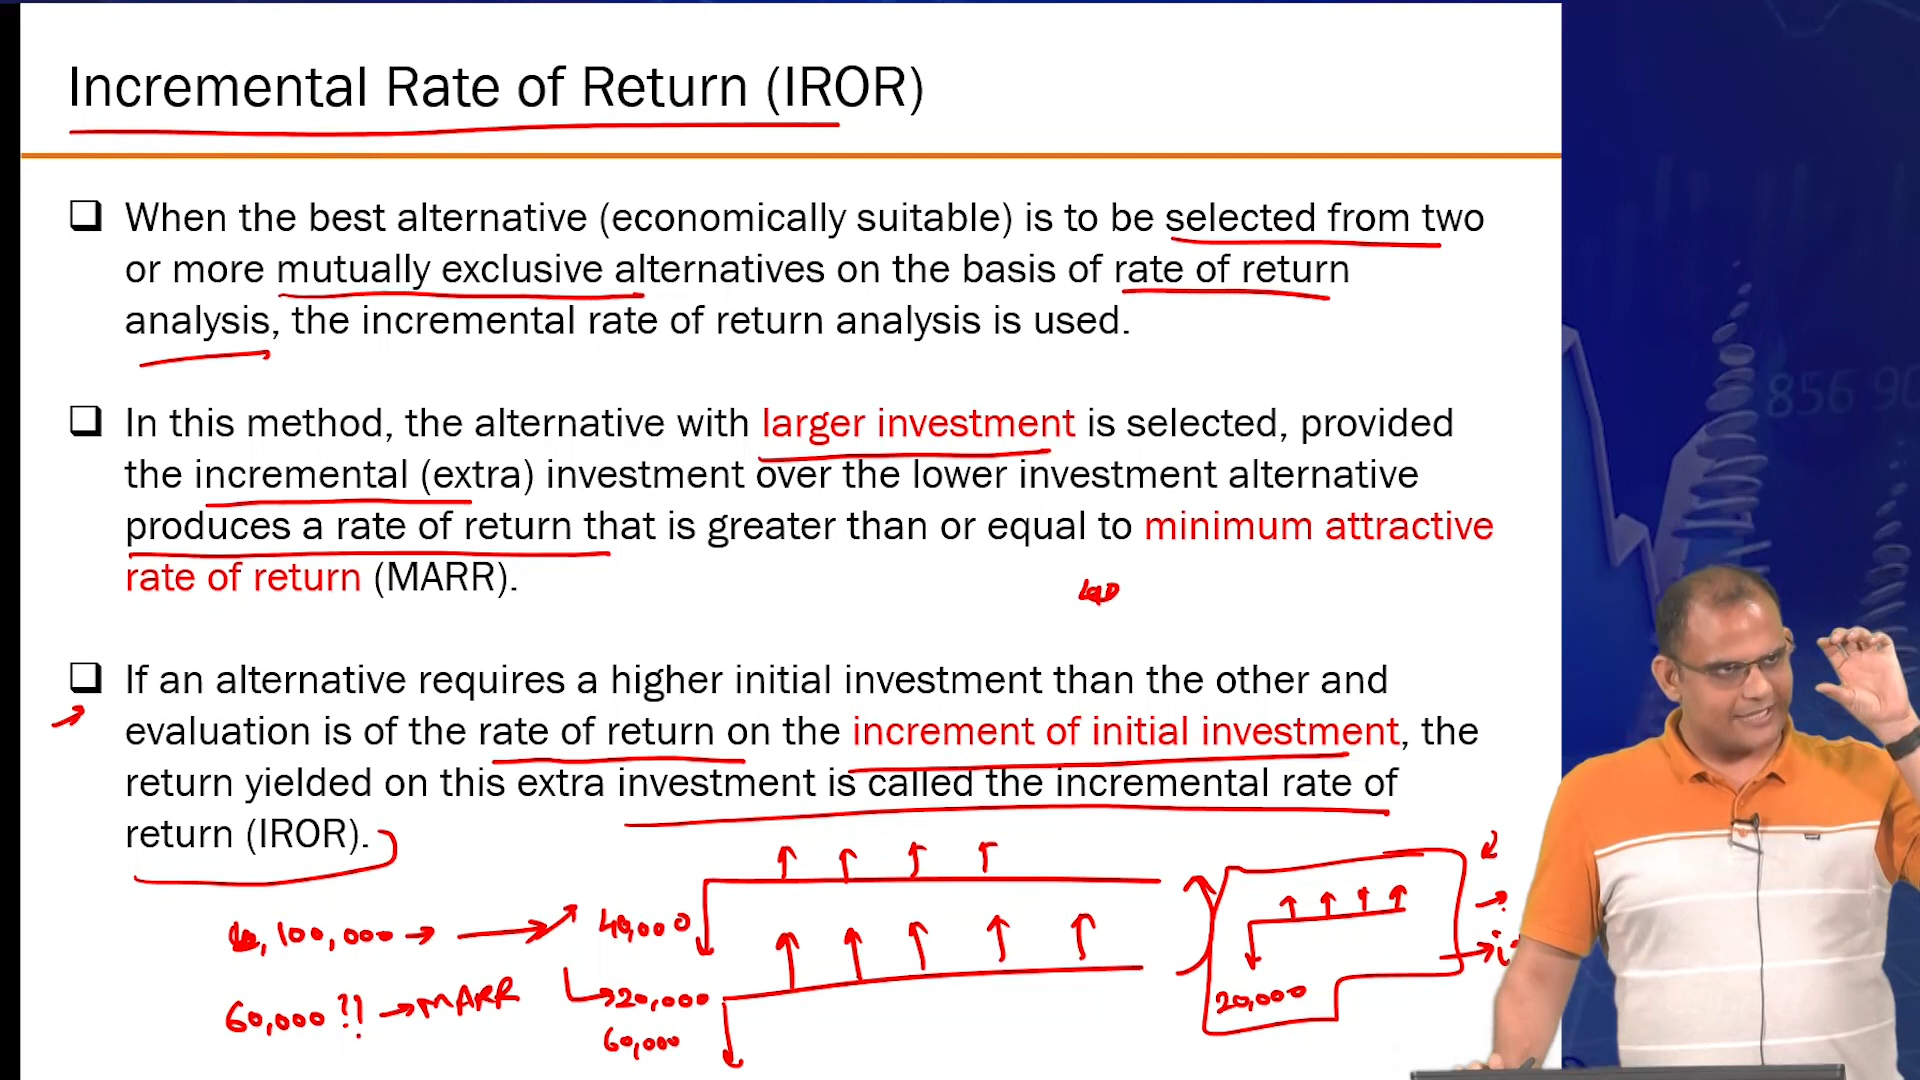 Incremental Rate of Return (IROR)
❑ When the best alternative (economically suitable) is to be selected from two
or more mutually exclusive alternatives on the basis of rate of return
analysis, the incremental rate of return analysis is used.
❑ In this method, the alternative with larger investment is selected, provided
the incremental (extra) investment over the lower investment alternative
produces a rate of return that is greater than or equal to minimum attractive
rate of return (MARR).
❑ If an alternative requires a higher initial investment than the other and
evaluation is of the rate of return on the increment of initial investment, the
return yielded on this extra investment is called the incremental rate of
return (IROR).
100,000 → 40,000
60,000 ?! → MARR
20,000
60,000
20,000
856 90